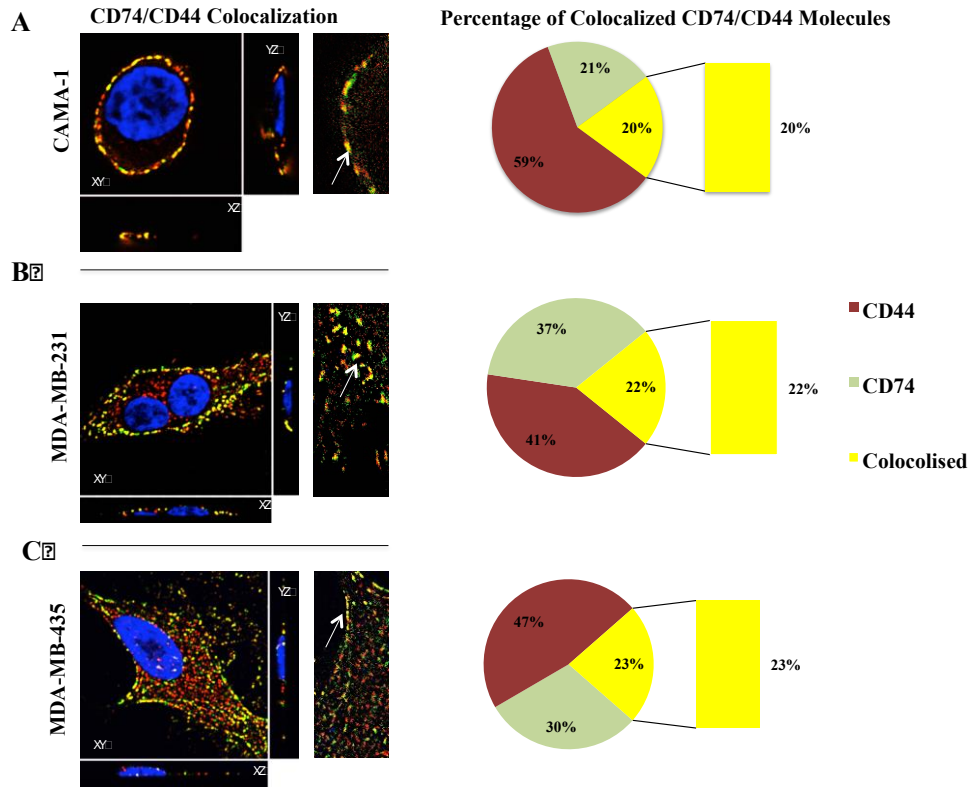 CD74/CD44 Colocalization
Percentage of Colocalized CD74/CD44 Molecules
A
CAMA-1
YZ
XY
XZ
21%
20%
59%
20%
B
MDA-MB-231
YZ
XY
XZ
37%
22%
41%
22%
CD44
CD74
Colocolised
C
MDA-MB-435
YZ
XY
XZ
47%
23%
30%
23%